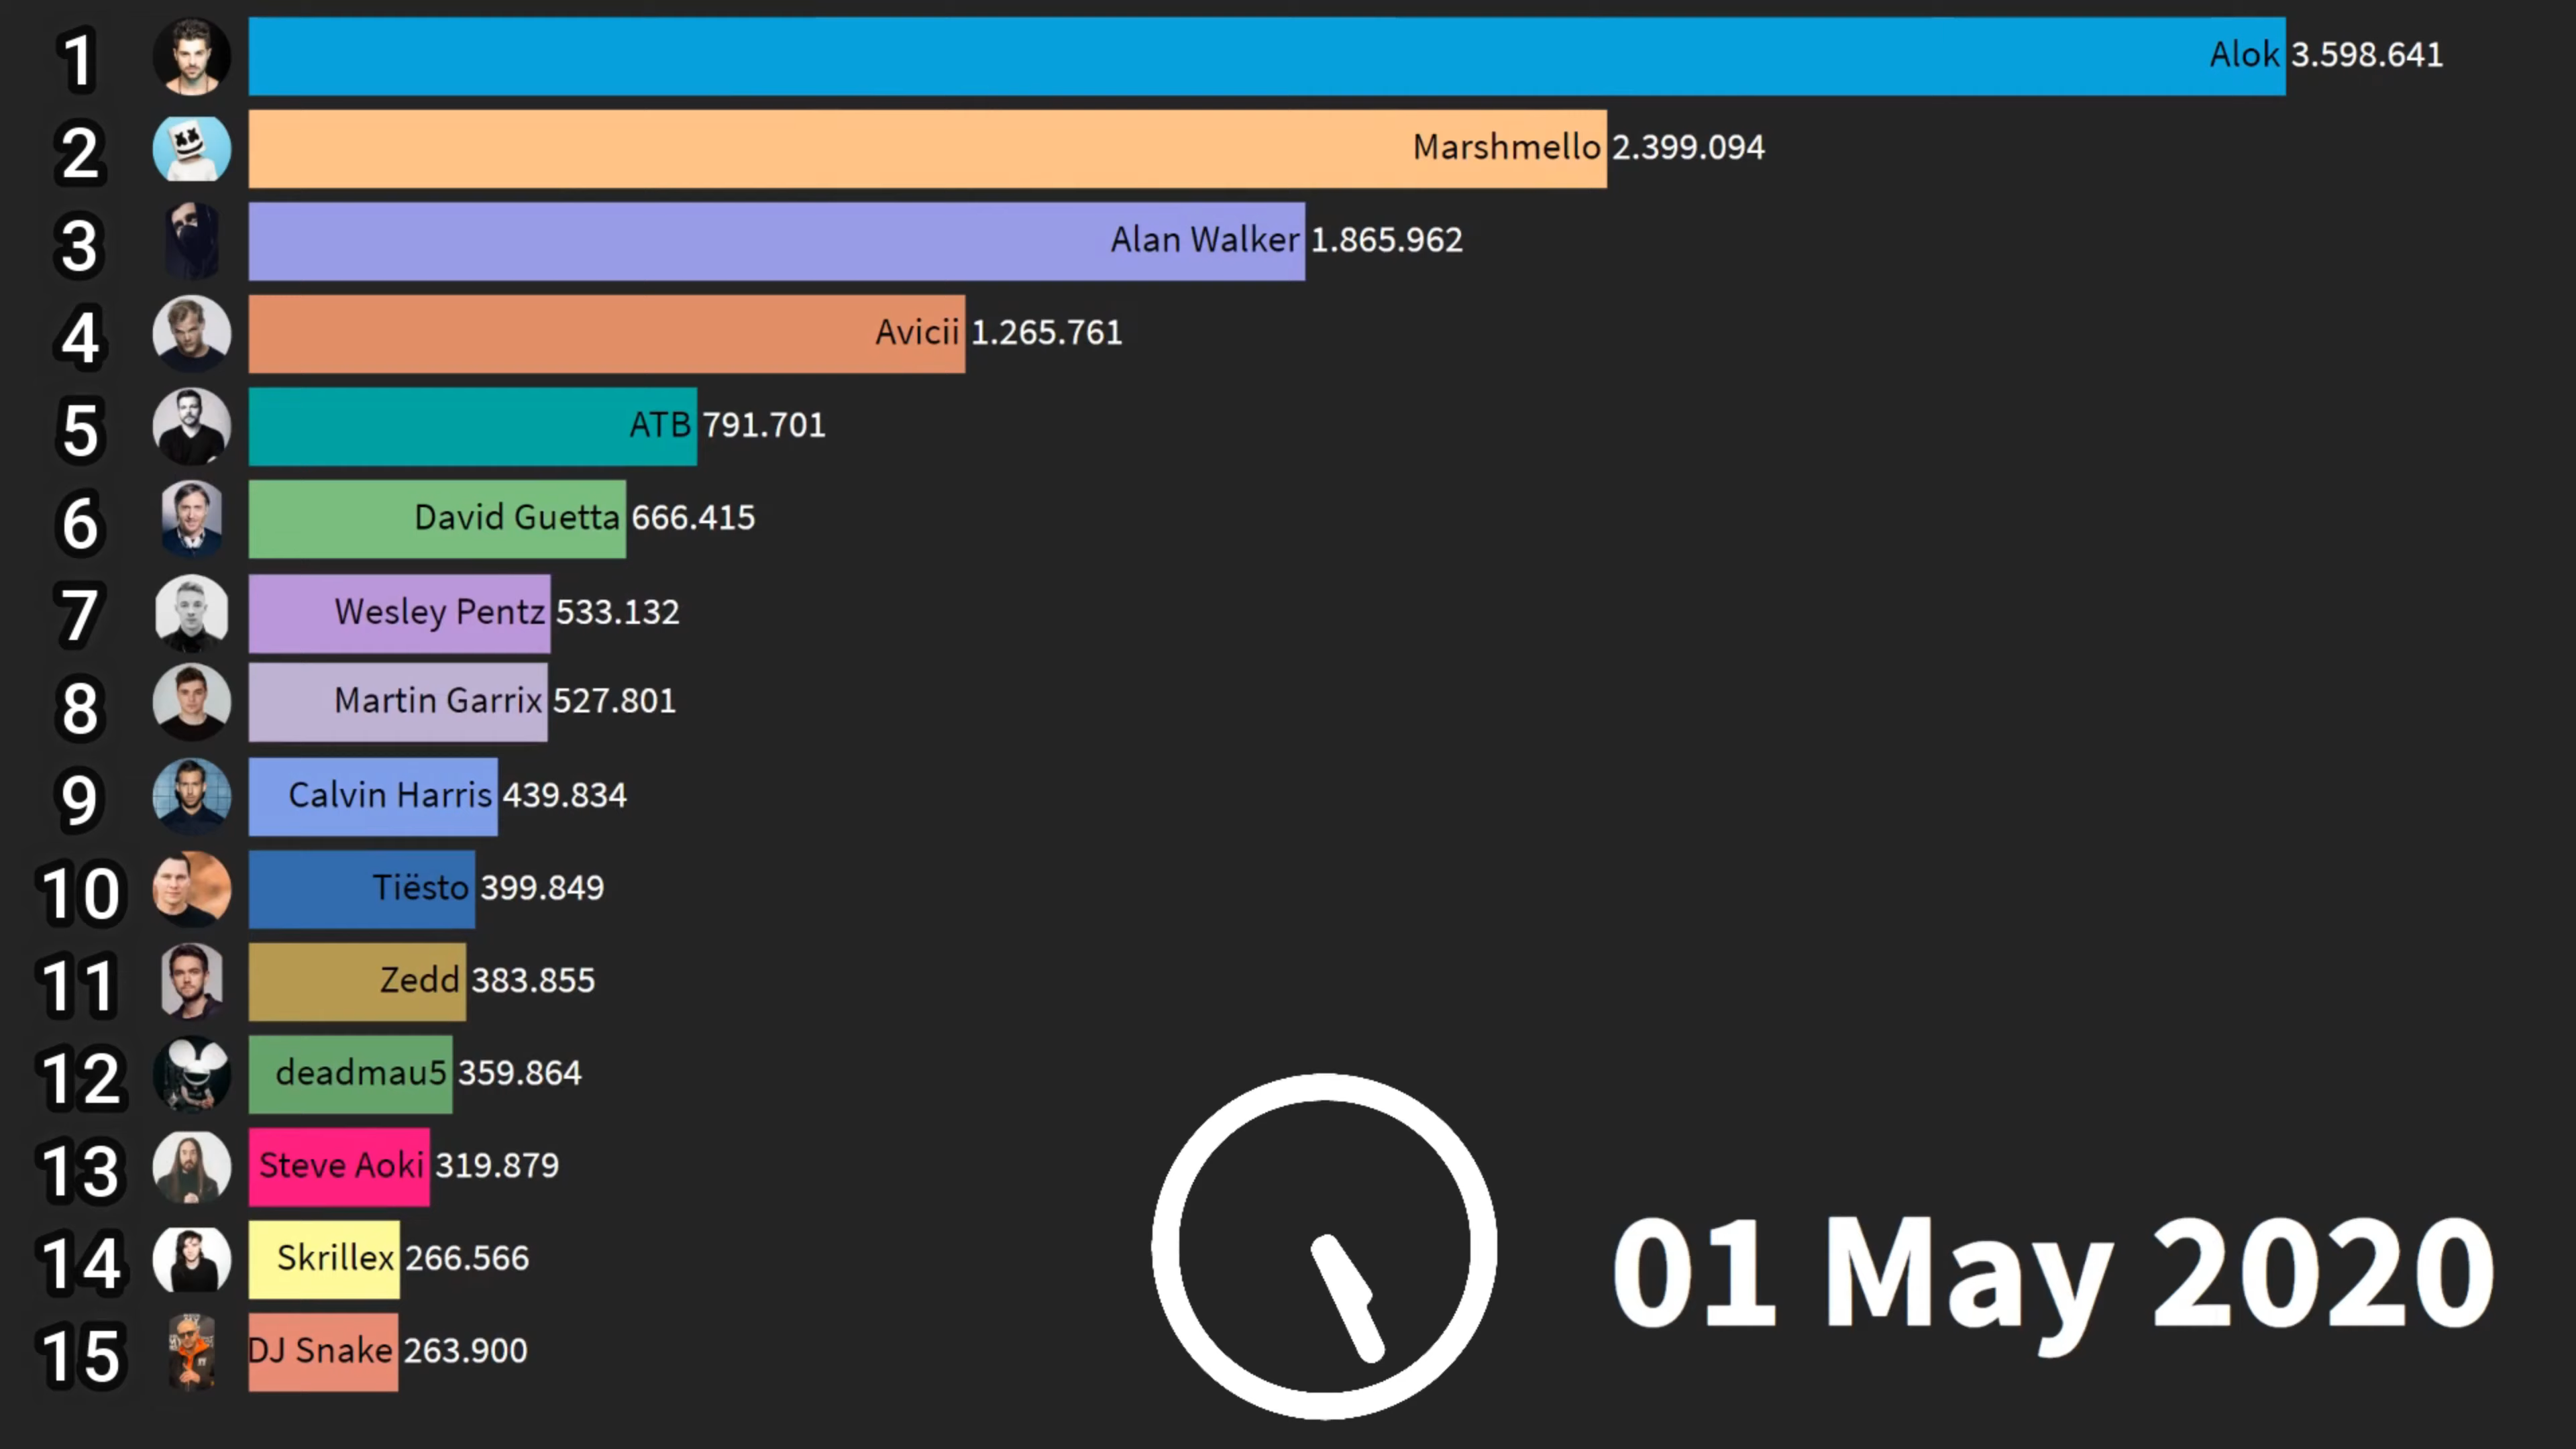 1 Alok 3.598.641
2 Marshmello 2.399.094
3 Alan Walker 1.865.962
4 Avicii 1.265.761
5 ATB 791.701
6 David Guetta 666.415
7 Wesley Pentz 533.132
8 Martin Garrix 527.801
9 Calvin Harris 439.834
10 Tiësto 399.849
11 Zedd 383.855
12 deadmau5 359.864
13 Steve Aoki 319.879
14 Skrillex 266.566
15 DJ Snake 263.900
01 May 2020